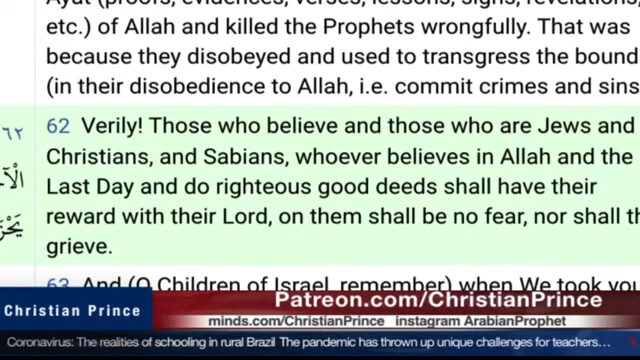 Ayat (proofs, evidences, verses, lessons, signs, revelations,
etc.) of Allah and killed the Prophets wrongfully. That was
because they disobeyed and used to transgress the bound
(in their disobedience to Allah, i.e. commit crimes and sins
62 Verily! Those who believe and those who are Jews and
٦٢
Christians, and Sabians, whoever believes in Allah and the
Last Day and do righteous good deeds shall have their
reward with their Lord, on them shall be no fear, nor shall th
grieve.
63 And (O Children of Israel, remember) when We took you
Christian Prince
Patreon.com/ChristianPrince
minds.com/ChristianPrince instagram ArabianProphet
Coronavirus: The realities of schooling in rural Brazil The pandemic has thrown up unique challenges for teachers...